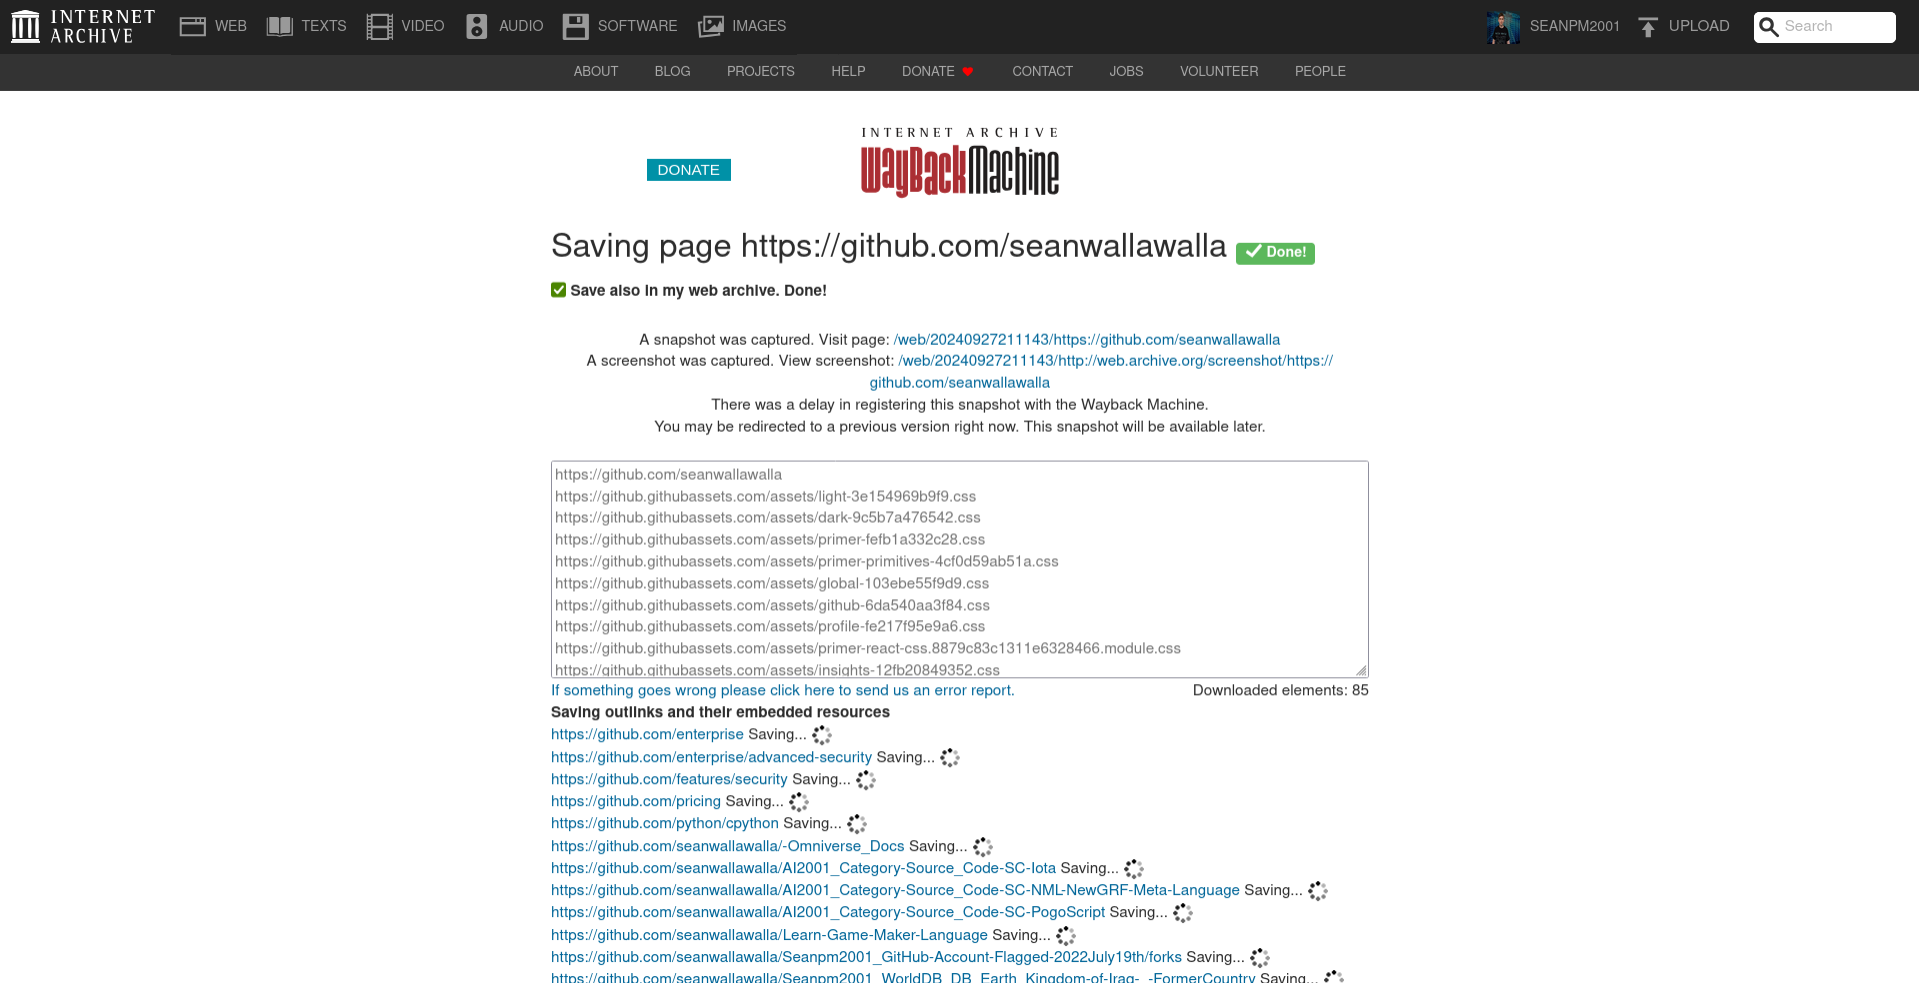 INTERNET ARCHIVE
WEB
TEXTS
VIDEO
AUDIO
SOFTWARE
IMAGES
SEANPM2001
UPLOAD
Search
ABOUT
BLOG
PROJECTS
HELP
DONATE
CONTACT
JOBS
VOLUNTEER
PEOPLE
DONATE
INTERNET ARCHIVE
WayBackMachine
Saving page https://github.com/seanwallawalla Done!
Save also in my web archive. Done!
A snapshot was captured. Visit page: /web/20240927211143/https://github.com/seanwallawalla
A screenshot was captured. View screenshot: /web/20240927211143/http://web.archive.org/screenshot/https://
github.com/seanwallawalla
There was a delay in registering this snapshot with the Wayback Machine.
You may be redirected to a previous version right now. This snapshot will be available later.
https://github.com/seanwallawalla
https://github.githubassets.com/assets/light-3e154969b9f9.css
https://github.githubassets.com/assets/dark-9c5b7a476542.css
https://github.githubassets.com/assets/primer-fefb1a332c28.css
https://github.githubassets.com/assets/primer-primitives-4cf0d59ab51a.css
https://github.githubassets.com/assets/global-103ebe55f9d9.css
https://github.githubassets.com/assets/github-6da540aa3f84.css
https://github.githubassets.com/assets/profile-fe217f95e9a6.css
https://github.githubassets.com/assets/primer-react-css.8879c83c1311e6328466.module.css
https://github.githubassets.com/assets/insights-12fb20849352.css
If something goes wrong please click here to send us an error report.
Downloaded elements: 85
Saving outlinks and their embedded resources
https://github.com/enterprise Saving...
https://github.com/enterprise/advanced-security Saving...
https://github.com/features/security Saving...
https://github.com/pricing Saving...
https://github.com/python/cpython Saving...
https://github.com/seanwallawalla/-Omniverse_Docs Saving...
https://github.com/seanwallawalla/AI2001_Category-Source_Code-SC-Iota Saving...
https://github.com/seanwallawalla/AI2001_Category-Source_Code-SC-NML-NewGRF-Meta-Language Saving...
https://github.com/seanwallawalla/AI2001_Category-Source_Code-SC-PogoScript Saving...
https://github.com/seanwallawalla/Learn-Game-Maker-Language Saving...
https://github.com/seanwallawalla/Seanpm2001_GitHub-Account-Flagged-2022July19th/forks Saving...
https://github.com/seanwallawalla/Seanpm2001_WorldDB_DB_Earth_Kingdom-of-Iraq-_-FormerCountry Saving...